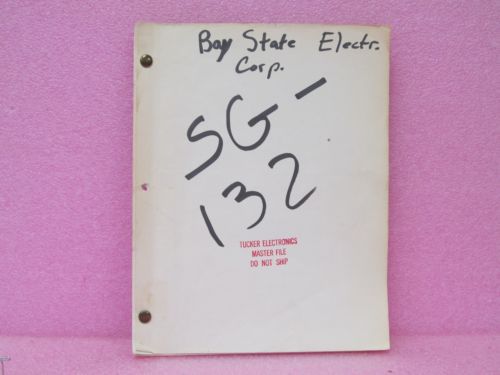 Bay State Electr.
Corp.
SG-
132
TUCKER ELECTRONICS
MASTER FILE
DO NOT SHIP